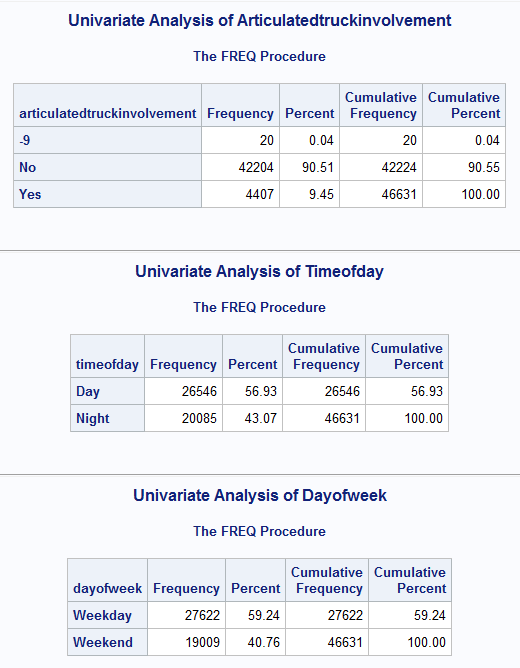 Univariate Analysis of Articulatedtruckinvolvement
The FREQ Procedure
articulatedtruckinvolvement Frequency Percent Cumulative Frequency Cumulative Percent
-9 20 0.04 20 0.04
No 42204 90.51 42224 90.55
Yes 4407 9.45 46631 100.00
Univariate Analysis of Timeofday
The FREQ Procedure
timeofday Frequency Percent Cumulative Frequency Cumulative Percent
Day 26546 56.93 26546 56.93
Night 20085 43.07 46631 100.00
Univariate Analysis of Dayofweek
The FREQ Procedure
dayofweek Frequency Percent Cumulative Frequency Cumulative Percent
Weekday 27622 59.24 27622 59.24
Weekend 19009 40.76 46631 100.00